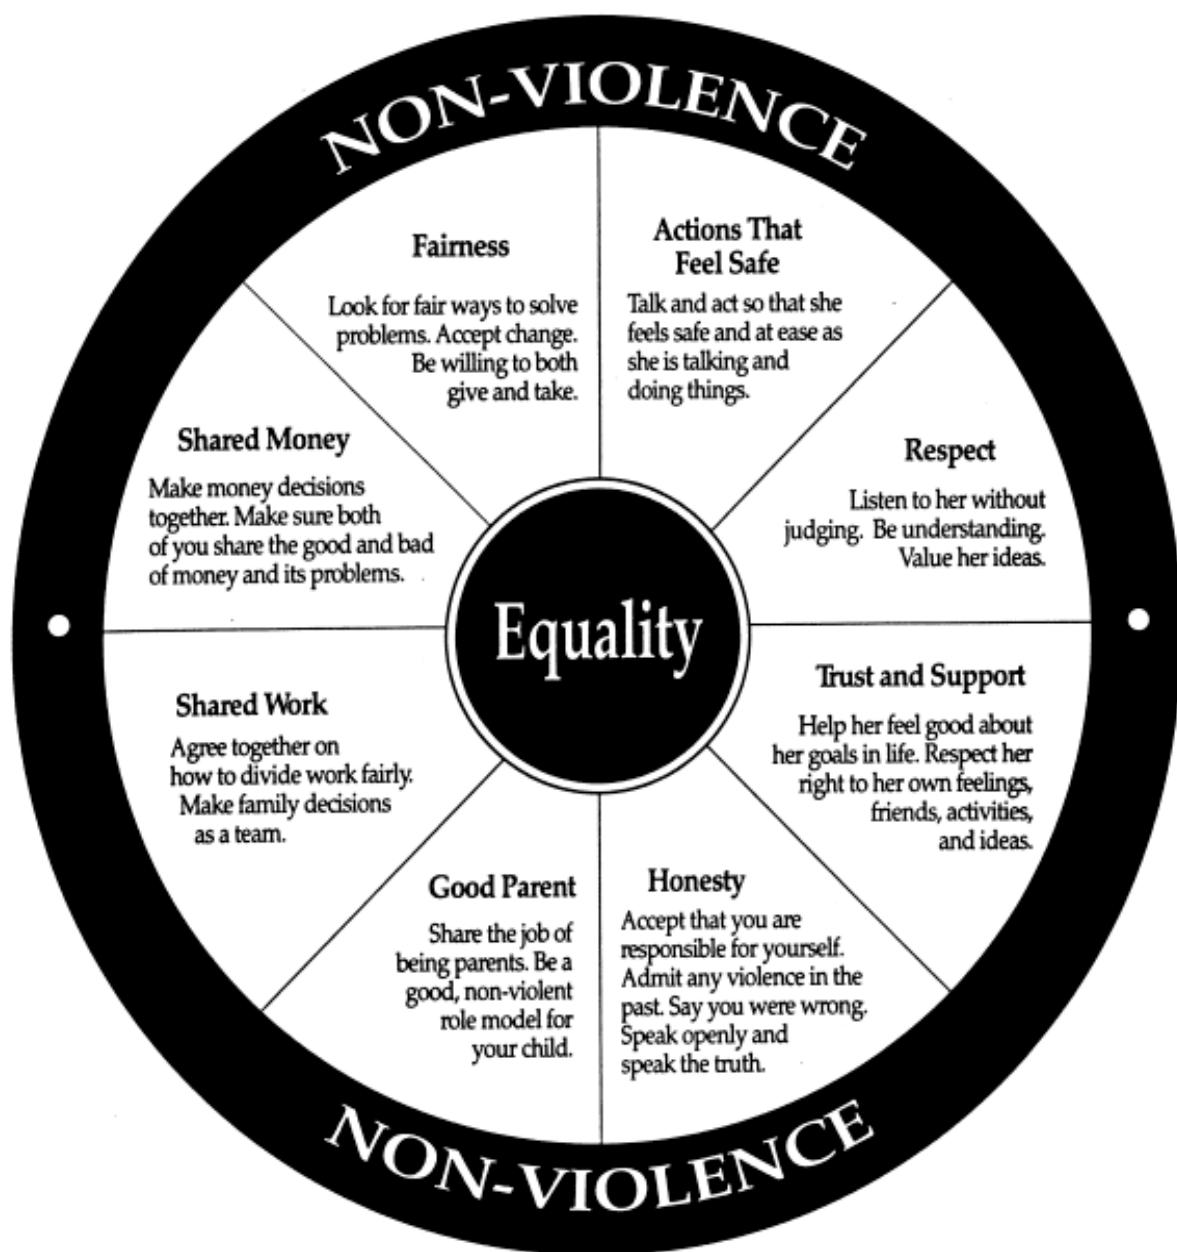 NON-VIOLENCE
Fairness
Look for fair ways to solve
problems. Accept change.
Be willing to both
give and take.
Actions That
Feel Safe
Talk and act so that she
feels safe and at ease as
she is talking and
doing things.
Respect
Listen to her without
judging. Be understanding.
Value her ideas.
Trust and Support
Help her feel good about
her goals in life. Respect her
right to her own feelings,
friends, activities,
and ideas.
Honesty
Accept that you are
responsible for yourself.
Admit any violence in the
past. Say you were wrong.
Speak openly and
speak the truth.
Good Parent
Share the job of
being parents. Be a
good, non-violent
role model for
your child.
Shared Work
Agree together on
how to divide work fairly.
Make family decisions
as a team.
Shared Money
Make money decisions
together. Make sure both
of you share the good and bad
of money and its problems.
Equality
NON-VIOLENCE